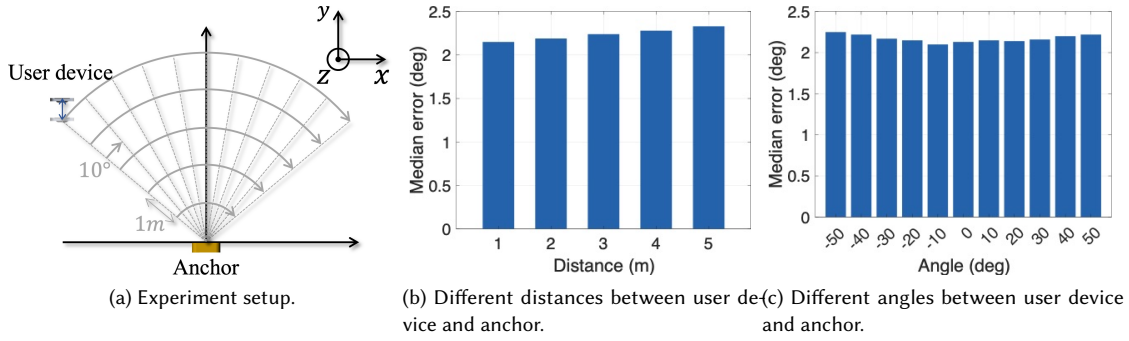 y
x
z
User device
10°
1m
Anchor
(a) Experiment setup.
Median error (deg)
2.5
2
1.5
1
0.5
0
1 2 3 4 5
Distance (m)
(b) Different distances between user de-
vice and anchor.
Median error (deg)
2.5
2
1.5
1
0.5
0
-50 -40 -30 -20 -10 0 10 20 30 40 50
Angle (deg)
(c) Different angles between user device
and anchor.